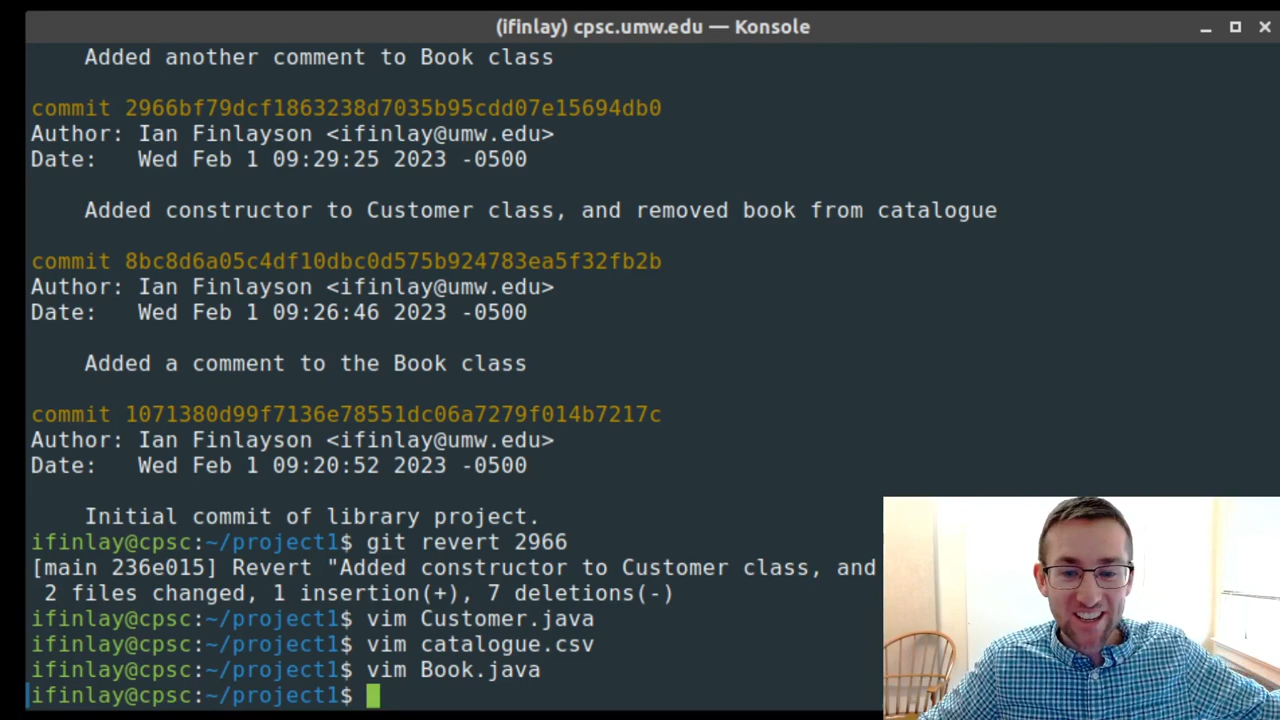 (ifinlay) cpsc.umw.edu — Konsole
Added another comment to Book class
commit 2966bf79dcf1863238d7035b95cdd07e15694db0
Author: Ian Finlayson <ifinlay@umw.edu>
Date:   Wed Feb 1 09:29:25 2023 -0500
Added constructor to Customer class, and removed book from catalogue
commit 8bc8d6a05c4df10dbc0d575b924783ea5f32fb2b
Author: Ian Finlayson <ifinlay@umw.edu>
Date:   Wed Feb 1 09:26:46 2023 -0500
Added a comment to the Book class
commit 1071380d99f7136e78551dc06a7279f014b7217c
Author: Ian Finlayson <ifinlay@umw.edu>
Date:   Wed Feb 1 09:20:52 2023 -0500
Initial commit of library project.
ifinlay@cpsc:~/project1$ git revert 2966
[main 236e015] Revert "Added constructor to Customer class, and
2 files changed, 1 insertion(+), 7 deletions(-)
ifinlay@cpsc:~/project1$ vim Customer.java
ifinlay@cpsc:~/project1$ vim catalogue.csv
ifinlay@cpsc:~/project1$ vim Book.java
ifinlay@cpsc:~/project1$